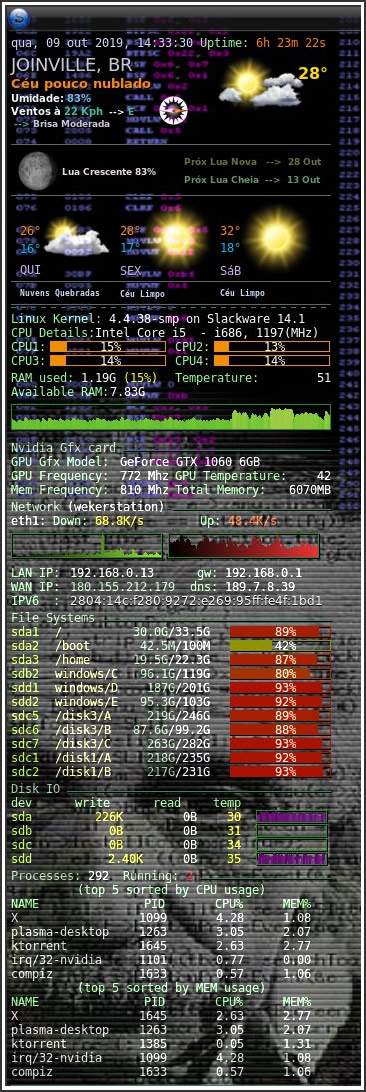 qua, 09 out 2019, 14:33:30 Uptime: 6h 23m 22s
JOINVILLE, BR
28°
Céu pouco nublado
Umidade: 83%
Ventos à 22 Kph --> E
--> Brisa Moderada
Lua Crescente 83%
Próx Lua Nova --> 28 Out
Próx Lua Cheia --> 13 Out
26° 28° 32°
16° 17° 18°
QUI SEX SáB
Nuvens Quebradas Céu Limpo Céu Limpo
Linux Kernel: 4.4.38-smp on Slackware 14.1
CPU Details:Intel Core i5 - i686, 1197(MHz)
CPU1: 15% CPU2: 13%
CPU3: 14% CPU4: 14%
RAM used: 1.19G (15%) Temperature: 51
Available RAM:7.83G
Nvidia Gfx card
GPU Gfx Model: GeForce GTX 1060 6GB
GPU Frequency: 772 Mhz GPU Temperature: 42
Mem Frequency: 810 Mhz Total Memory: 6070MB
Network (wekerstation)
eth1: Down: 68.8K/s Up: 48.4K/s
LAN IP: 192.168.0.13 gw: 192.168.0.1
WAN IP: 180.155.212.179 dns: 189.7.8.39
IPV6 : 2804:14c:f280:9272:e269:95ff:fe4f:1bd1
File Systems
sda1 / 30.0G/33.5G 89%
sda2 /boot 42.5M/100M 42%
sda3 /home 19.5G/22.3G 87%
sdb2 windows/C 96.1G/119G 80%
sdd1 windows/D 187G/201G 93%
sdd2 windows/E 95.3G/103G 92%
sdc5 /disk3/A 219G/246G 89%
sdc6 /disk3/B 87.6G/99.2G 88%
sdc7 /disk3/C 263G/282G 93%
sdc1 /disk1/A 218G/235G 92%
sdc2 /disk1/B 217G/231G 93%
Disk IO
dev write read temp
sda 226K 0B 30
sdb 0B 0B 31
sdc 0B 0B 34
sdd 2.40K 0B 35
Processes: 292 Running: 2
(top 5 sorted by CPU usage)
NAME PID CPU% MEM%
X 1099 4.28 1.08
plasma-desktop 1263 3.05 2.07
ktorrent 1645 2.63 2.77
irq/32-nvidia 1101 0.77 0.00
compiz 1633 0.57 1.06
(top 5 sorted by MEM usage)
NAME PID CPU% MEM%
X 1645 2.63 2.77
plasma-desktop 1263 3.05 2.07
ktorrent 1385 0.05 1.31
irq/32-nvidia 1099 4.28 1.08
compiz 1633 0.57 1.06